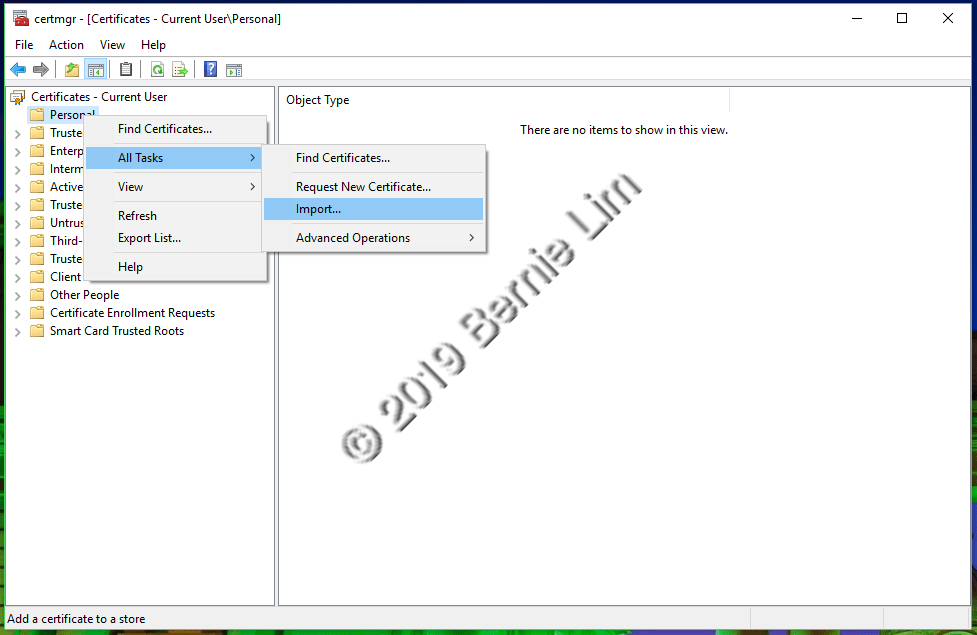 certmgr - [Certificates - Current User\Personal]
File Action View Help
Certificates - Current User
Personal
Truste
Enterp
Interm
Active
Truste
Untrus
Third-
Truste
Client
Other People
Certificate Enrollment Requests
Smart Card Trusted Roots
Find Certificates...
All Tasks
View
Refresh
Export List...
Help
Find Certificates...
Request New Certificate...
Import...
Advanced Operations
Object Type
There are no items to show in this view.
© 2019 Bernie Lim
Add a certificate to a store